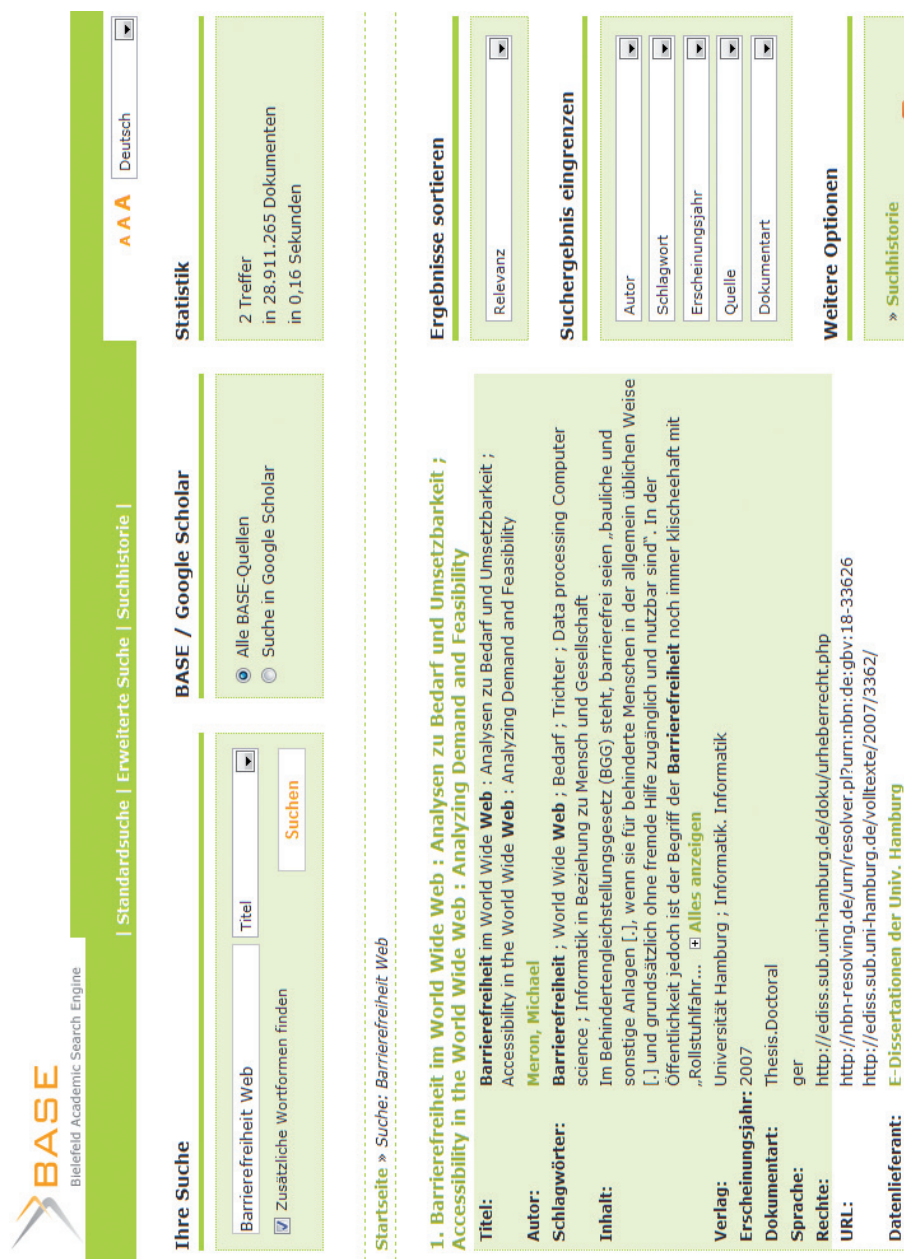 BASE
Bielefeld Academic Search Engine
| Standardsuche | Erweiterte Suche | Suchhistorie |
A A A
Deutsch
Ihre Suche
Barrierefreiheit Web
Titel
Zusätzliche Wortformen finden
Suchen
BASE / Google Scholar
Alle BASE-Quellen
Suche in Google Scholar
Statistik
2 Treffer
in 28.911.265 Dokumenten
in 0,16 Sekunden
Startseite » Suche: Barrierefreiheit Web
1. Barrierefreiheit im World Wide Web : Analysen zu Bedarf und Umsetzbarkeit ;
Accessibility in the World Wide Web : Analyzing Demand and Feasibility
Titel: Barrierefreiheit im World Wide Web : Analysen zu Bedarf und Umsetzbarkeit ;
Accessibility in the World Wide Web : Analyzing Demand and Feasibility
Autor: Meron, Michael
Schlagwörter: Barrierefreiheit ; World Wide Web ; Bedarf ; Trichter ; Data processing Computer
science ; Informatik in Beziehung zu Mensch und Gesellschaft
Inhalt: Im Behindertengleichstellungsgesetz (BGG) steht, barrierefrei seien „bauliche und
sonstige Anlagen [.], wenn sie für behinderte Menschen in der allgemein üblichen Weise
[.] und grundsätzlich ohne fremde Hilfe zugänglich und nutzbar sind". In der
Öffentlichkeit jedoch ist der Begriff der Barrierefreiheit noch immer klischeehaft mit
„Rollstuhlfahr... Alles anzeigen
Verlag: Universität Hamburg ; Informatik. Informatik
Erscheinungsjahr: 2007
Dokumentart: Thesis.Doctoral
Sprache: ger
Rechte: http://ediss.sub.uni-hamburg.de/doku/urheberrecht.php
URL: http://nbn-resolving.de/urn/resolver.pl?urn:nbn:de:gbv:18-33626
http://ediss.sub.uni-hamburg.de/volltexte/2007/3362/
Datenlieferant: E-Dissertationen der Univ. Hamburg
Ergebnisse sortieren
Relevanz
Suchergebnis eingrenzen
Autor
Schlagwort
Erscheinungsjahr
Quelle
Dokumentart
Weitere Optionen
» Suchhistorie